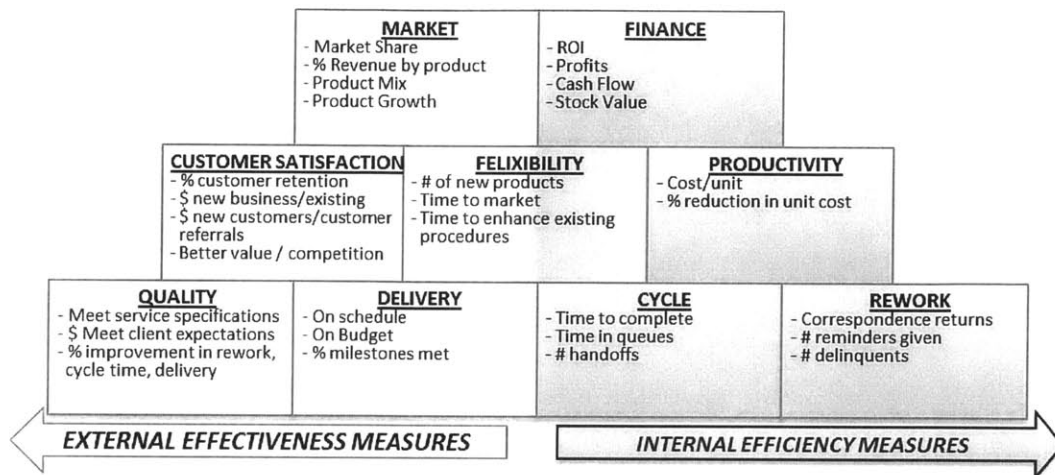 MARKET
- Market Share
- % Revenue by product
- Product Mix
- Product Growth
FINANCE
- ROI
- Profits
- Cash Flow
- Stock Value
CUSTOMER SATISFACTION
- % customer retention
- $ new business/existing
- $ new customers/customer
referrals
- Better value / competition
FELIXIBILITY
- # of new products
- Time to market
- Time to enhance existing
procedures
PRODUCTIVITY
- Cost/unit
- % reduction in unit cost
QUALITY
- Meet service specifications
- $ Meet client expectations
- % improvement in rework,
cycle time, delivery
DELIVERY
- On schedule
- On Budget
- % milestones met
CYCLE
- Time to complete
- Time in queues
- # handoffs
REWORK
- Correspondence returns
- # reminders given
- # delinquents
EXTERNAL EFFECTIVENESS MEASURES
INTERNAL EFFICIENCY MEASURES